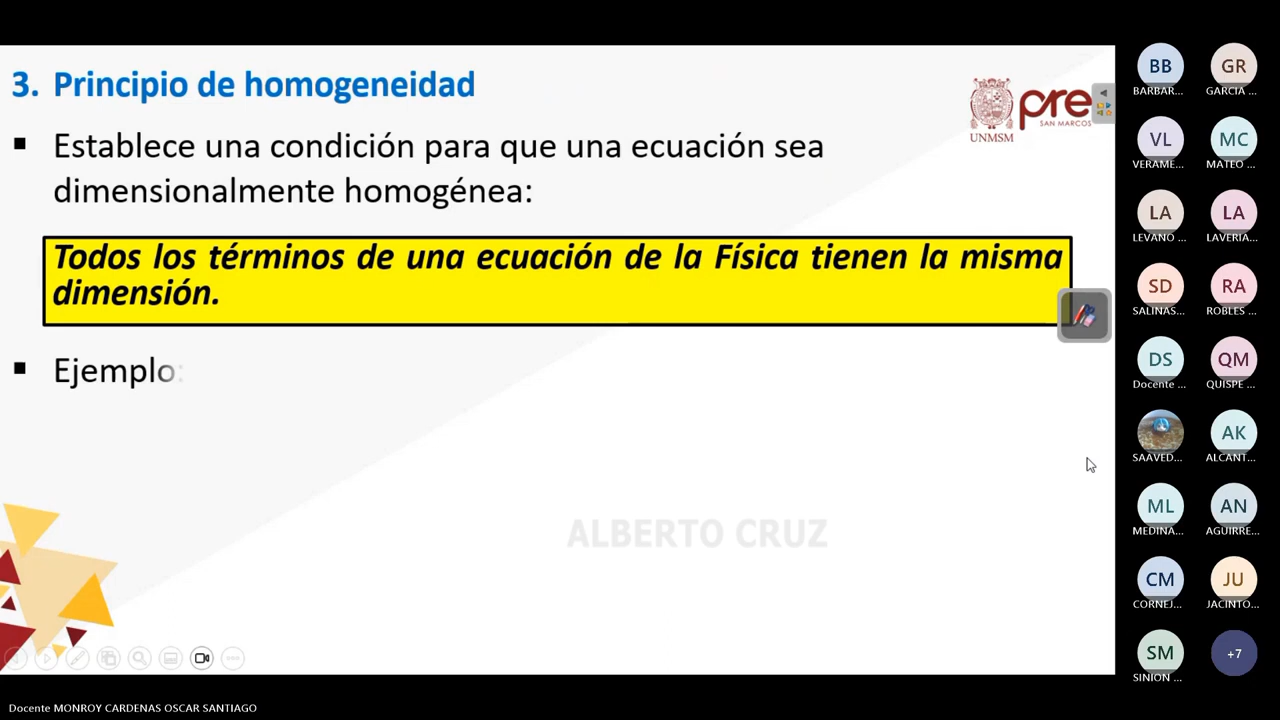 3. Principio de homogeneidad
UNMSM
pre
SAN MARCOS
▪ Establece una condición para que una ecuación sea
dimensionalmente homogénea:
Todos los términos de una ecuación de la Física tienen la misma
dimensión.
▪ Ejemplo:
ALBERTO CRUZ
BB
BARBAR...
GR
GARCIA ...
VL
VERAME...
MC
MATEO ...
LA
LEVANO ...
LA
LAVERIA...
SD
SALINAS...
RA
ROBLES ...
DS
Docente ...
QM
QUISPE ...
SAAVED...
AK
ALCANT...
ML
MEDINA...
AN
AGUIRRE...
CM
CORNEJ...
JU
JACINTO...
SM
SINION ...
+7
Docente MONROY CARDENAS OSCAR SANTIAGO